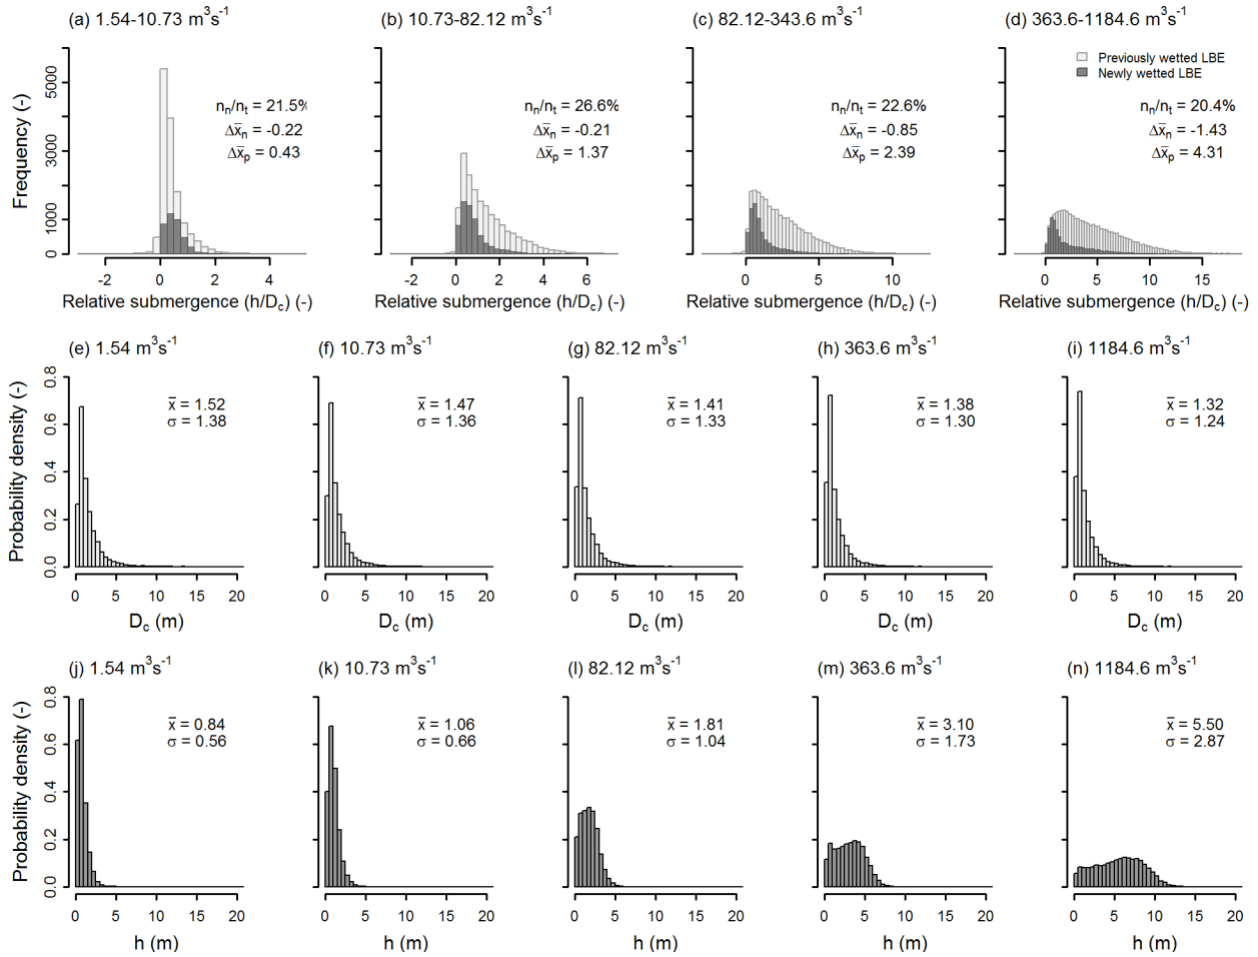 (a) 1.54-10.73 m³s⁻¹
(b) 10.73-82.12 m³s⁻¹
(c) 82.12-343.6 m³s⁻¹
(d) 363.6-1184.6 m³s⁻¹
Previously wetted LBE
Newly wetted LBE
Frequency (-)
0 1000 3000 5000
nₙ/nₜ = 21.5%
Δx̄ₙ = -0.22
Δx̄ₚ = 0.43
nₙ/nₜ = 26.6%
Δx̄ₙ = -0.21
Δx̄ₚ = 1.37
nₙ/nₜ = 22.6%
Δx̄ₙ = -0.85
Δx̄ₚ = 2.39
nₙ/nₜ = 20.4%
Δx̄ₙ = -1.43
Δx̄ₚ = 4.31
-2 0 2 4
-2 0 2 4 6
0 5 10
0 5 10 15
Relative submergence (h/D_c) (-)
Relative submergence (h/D_c) (-)
Relative submergence (h/D_c) (-)
Relative submergence (h/D_c) (-)
(e) 1.54 m³s⁻¹
(f) 10.73 m³s⁻¹
(g) 82.12 m³s⁻¹
(h) 363.6 m³s⁻¹
(i) 1184.6 m³s⁻¹
Probability density (-)
0.0 0.2 0.4 0.6 0.8
x̄ = 1.52
σ = 1.38
x̄ = 1.47
σ = 1.36
x̄ = 1.41
σ = 1.33
x̄ = 1.38
σ = 1.30
x̄ = 1.32
σ = 1.24
0 5 10 15 20
0 5 10 15 20
0 5 10 15 20
0 5 10 15 20
0 5 10 15 20
D_c (m)
D_c (m)
D_c (m)
D_c (m)
D_c (m)
(j) 1.54 m³s⁻¹
(k) 10.73 m³s⁻¹
(l) 82.12 m³s⁻¹
(m) 363.6 m³s⁻¹
(n) 1184.6 m³s⁻¹
Probability density (-)
0.0 0.2 0.4 0.6 0.8
x̄ = 0.84
σ = 0.56
x̄ = 1.06
σ = 0.66
x̄ = 1.81
σ = 1.04
x̄ = 3.10
σ = 1.73
x̄ = 5.50
σ = 2.87
0 5 10 15 20
0 5 10 15 20
0 5 10 15 20
0 5 10 15 20
0 5 10 15 20
h (m)
h (m)
h (m)
h (m)
h (m)